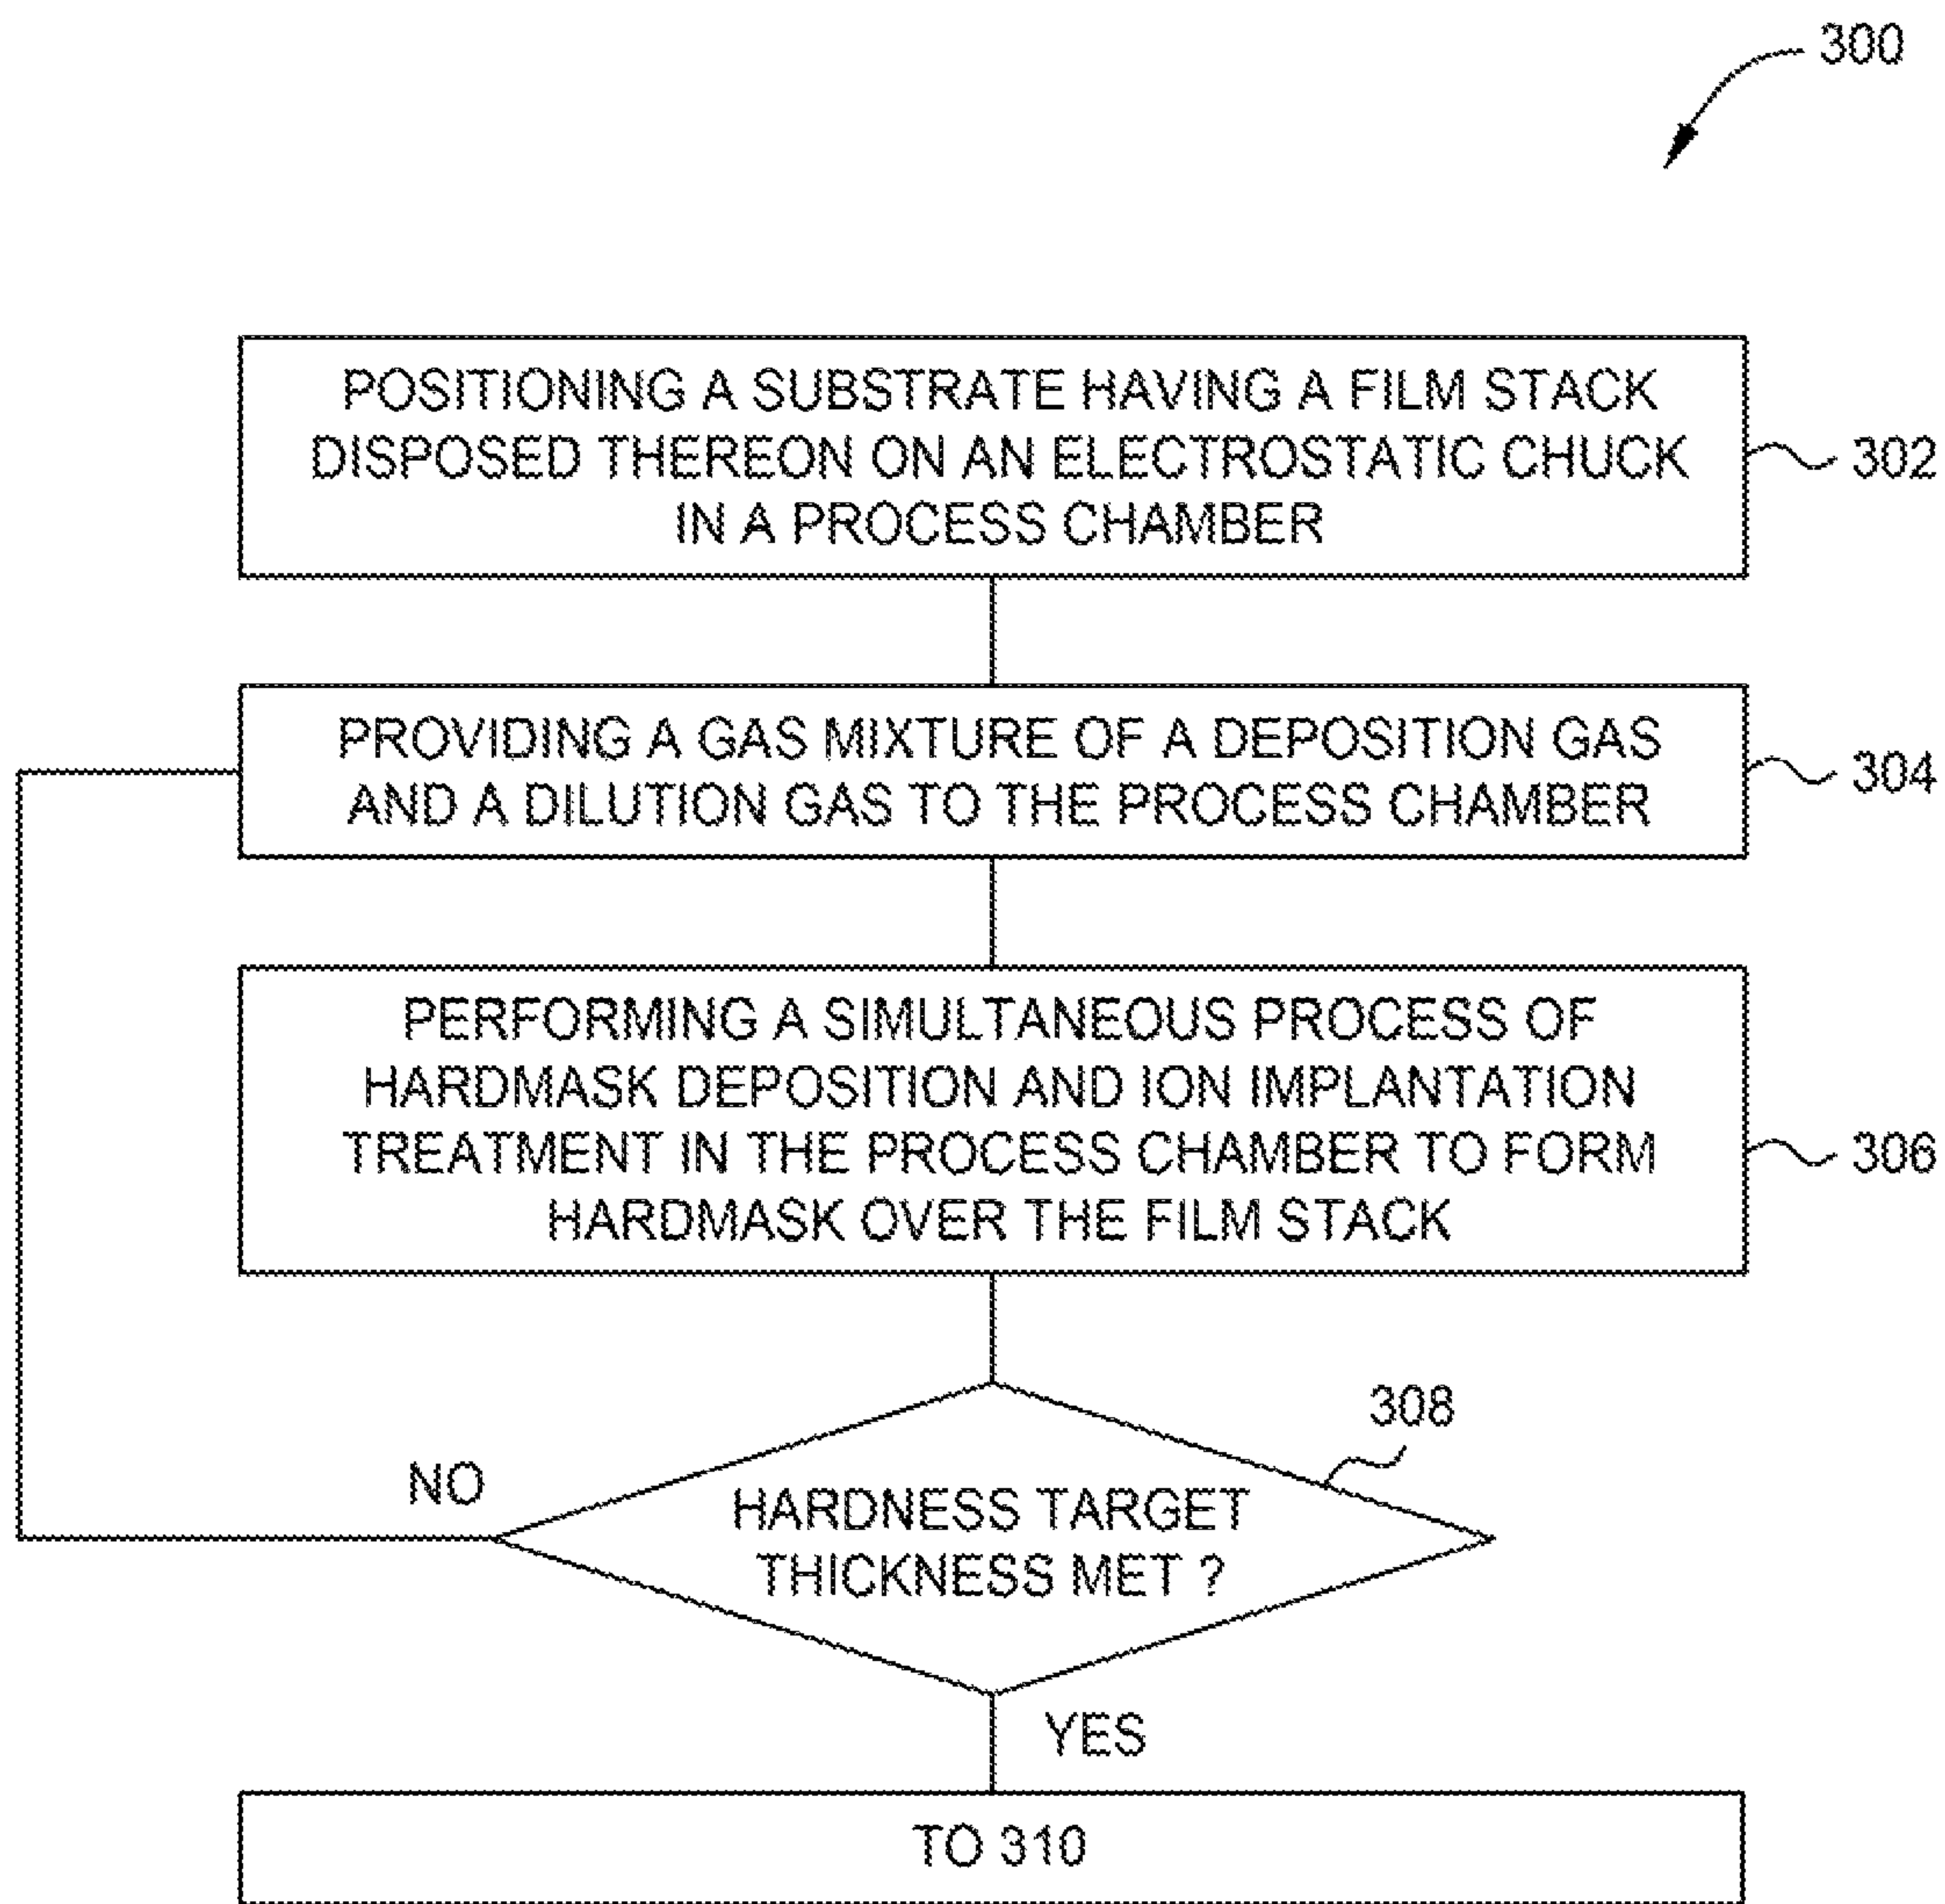 300
POSITIONING A SUBSTRATE HAVING A FILM STACK
DISPOSED THEREON ON AN ELECTROSTATIC CHUCK
IN A PROCESS CHAMBER
302
PROVIDING A GAS MIXTURE OF A DEPOSITION GAS
AND A DILUTION GAS TO THE PROCESS CHAMBER
304
PERFORMING A SIMULTANEOUS PROCESS OF
HARDMASK DEPOSITION AND ION IMPLANTATION
TREATMENT IN THE PROCESS CHAMBER TO FORM
HARDMASK OVER THE FILM STACK
306
308
NO
HARDNESS TARGET
THICKNESS MET ?
YES
TO 310